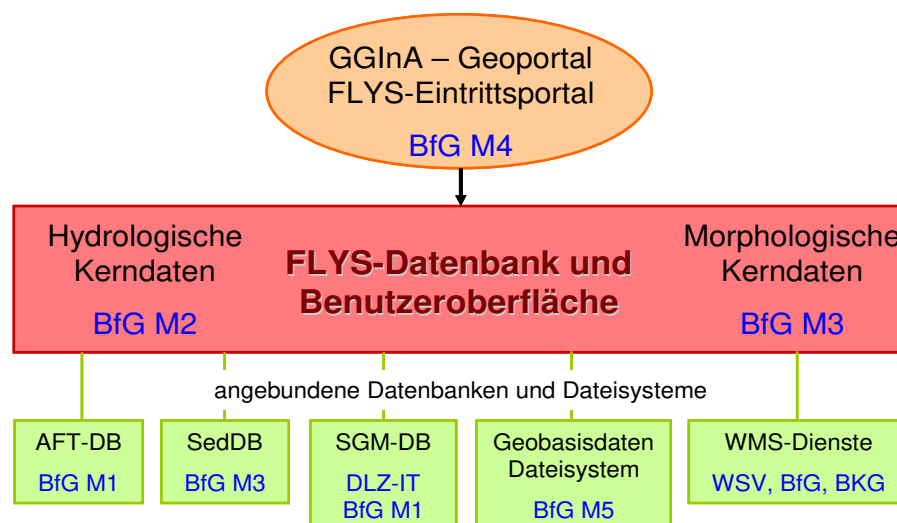 GGInA – Geoportal
FLYS-Eintrittsportal
BfG M4
Hydrologische
Kerndaten
BfG M2
FLYS-Datenbank und
Benutzeroberfläche
Morphologische
Kerndaten
BfG M3
angebundene Datenbanken und Dateisysteme
AFT-DB
BfG M1
SedDB
BfG M3
SGM-DB
DLZ-IT
BfG M1
Geobasisdaten
Dateisystem
BfG M5
WMS-Dienste
WSV, BfG, BKG